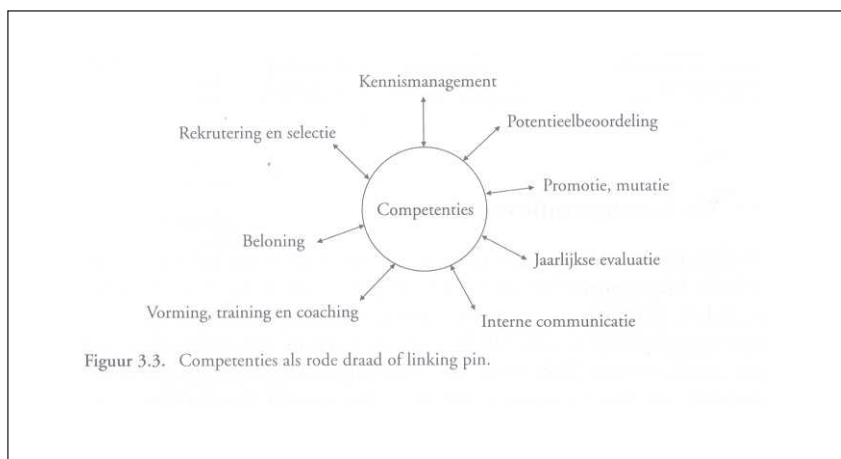 Kennismanagement
Potentieelbeoordeling
Rekrutering en selectie
Promotie, mutatie
Competenties
Beloning
Jaarlijkse evaluatie
Vorming, training en coaching
Interne communicatie
Figuur 3.3. Competenties als rode draad of linking pin.